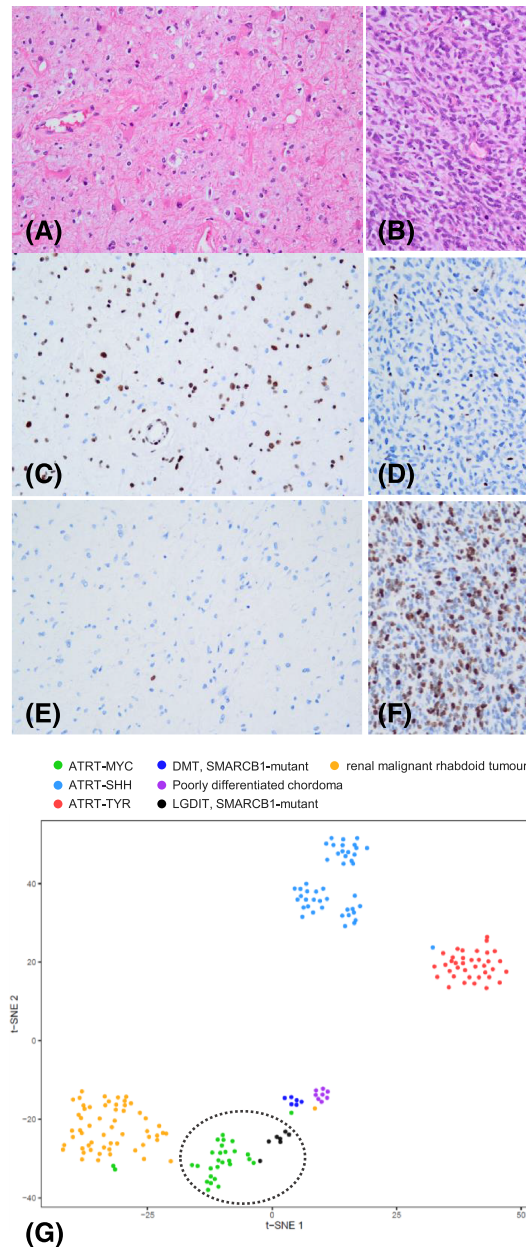 (A)
(B)
(C)
(D)
(E)
(F)
ATRT-MYC DMT, SMARCB1-mutant renal malignant rhabdoid tumour
ATRT-SHH Poorly differentiated chordoma
ATRT-TYR LGDIT, SMARCB1-mutant
40
20
0
-20
-40
t-SNE 2
-25 0 25 50
t-SNE 1
(G)